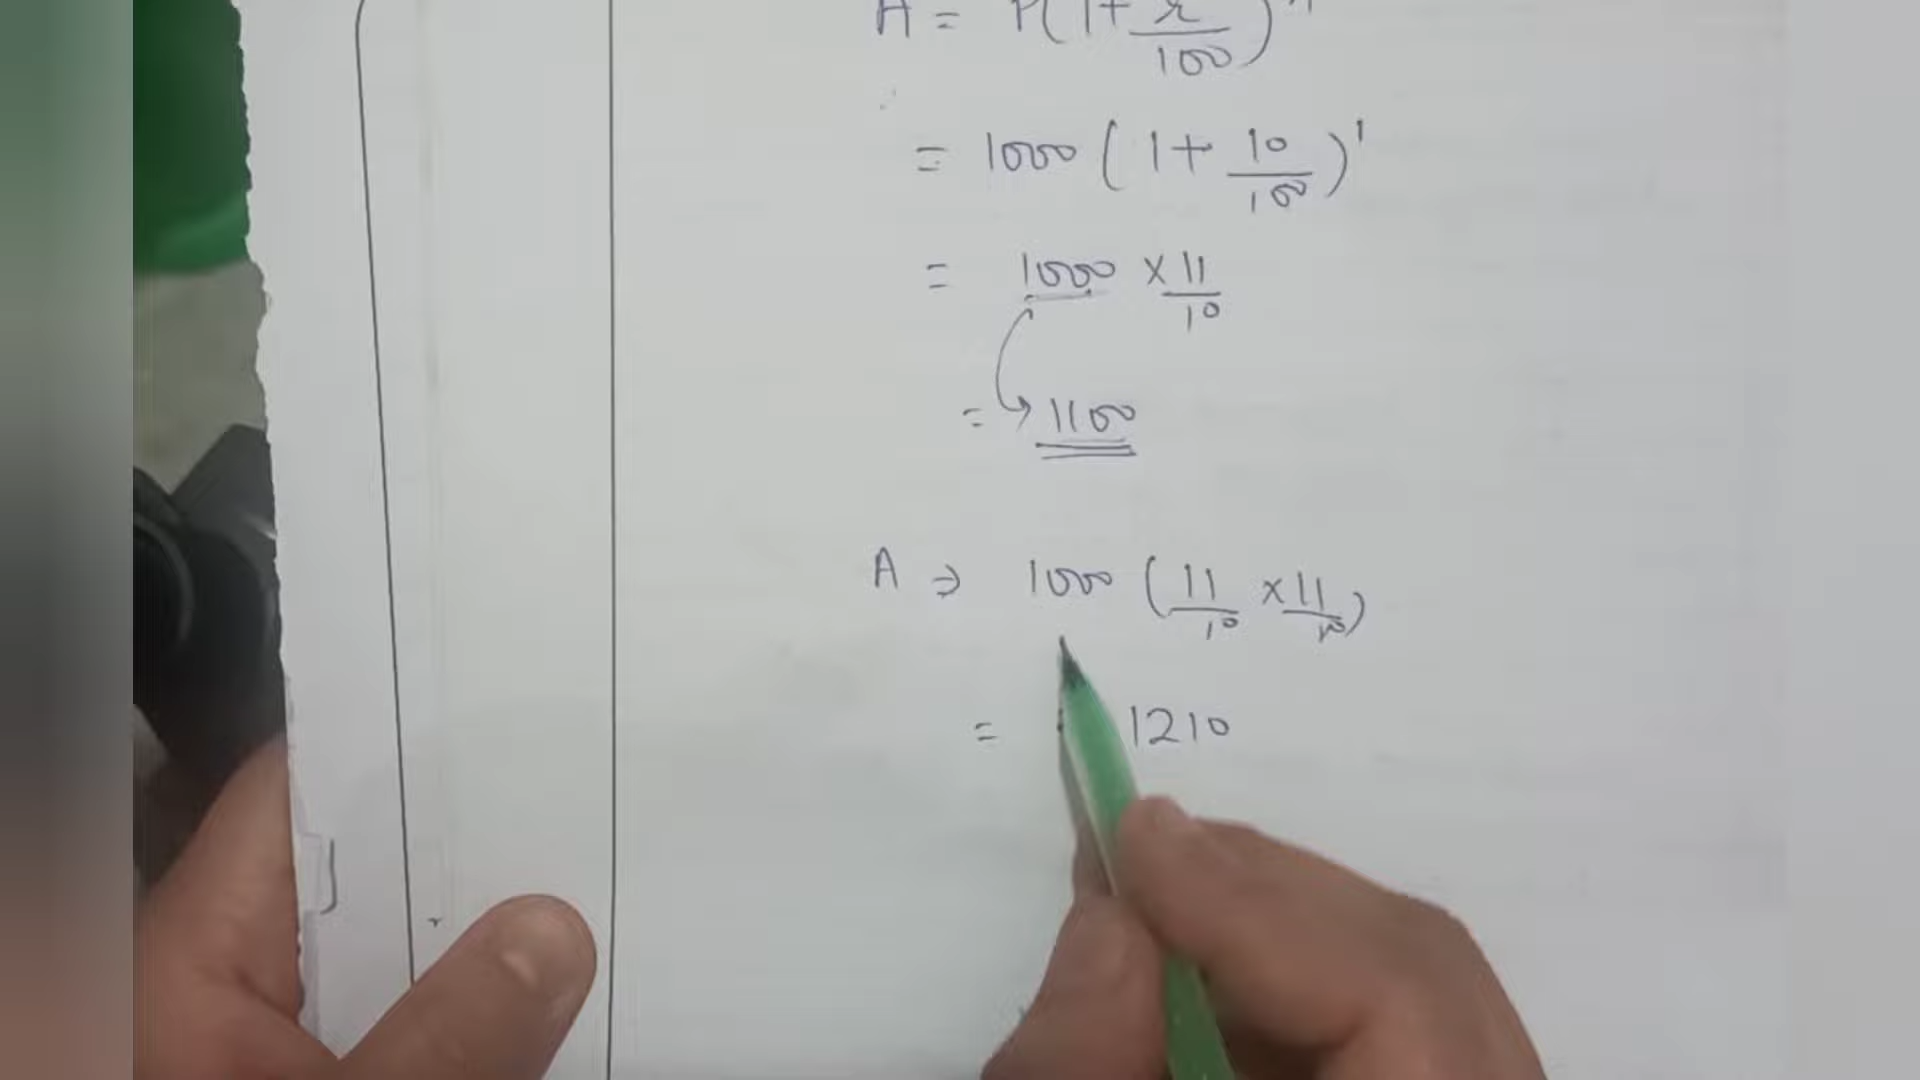 A = P(1+r/100)^n
= 1000 (1+ 10/100)^1
= 1000 × 11/10
= 1100
A ⇒ 1000 (11/10 × 11/10)
= 1210